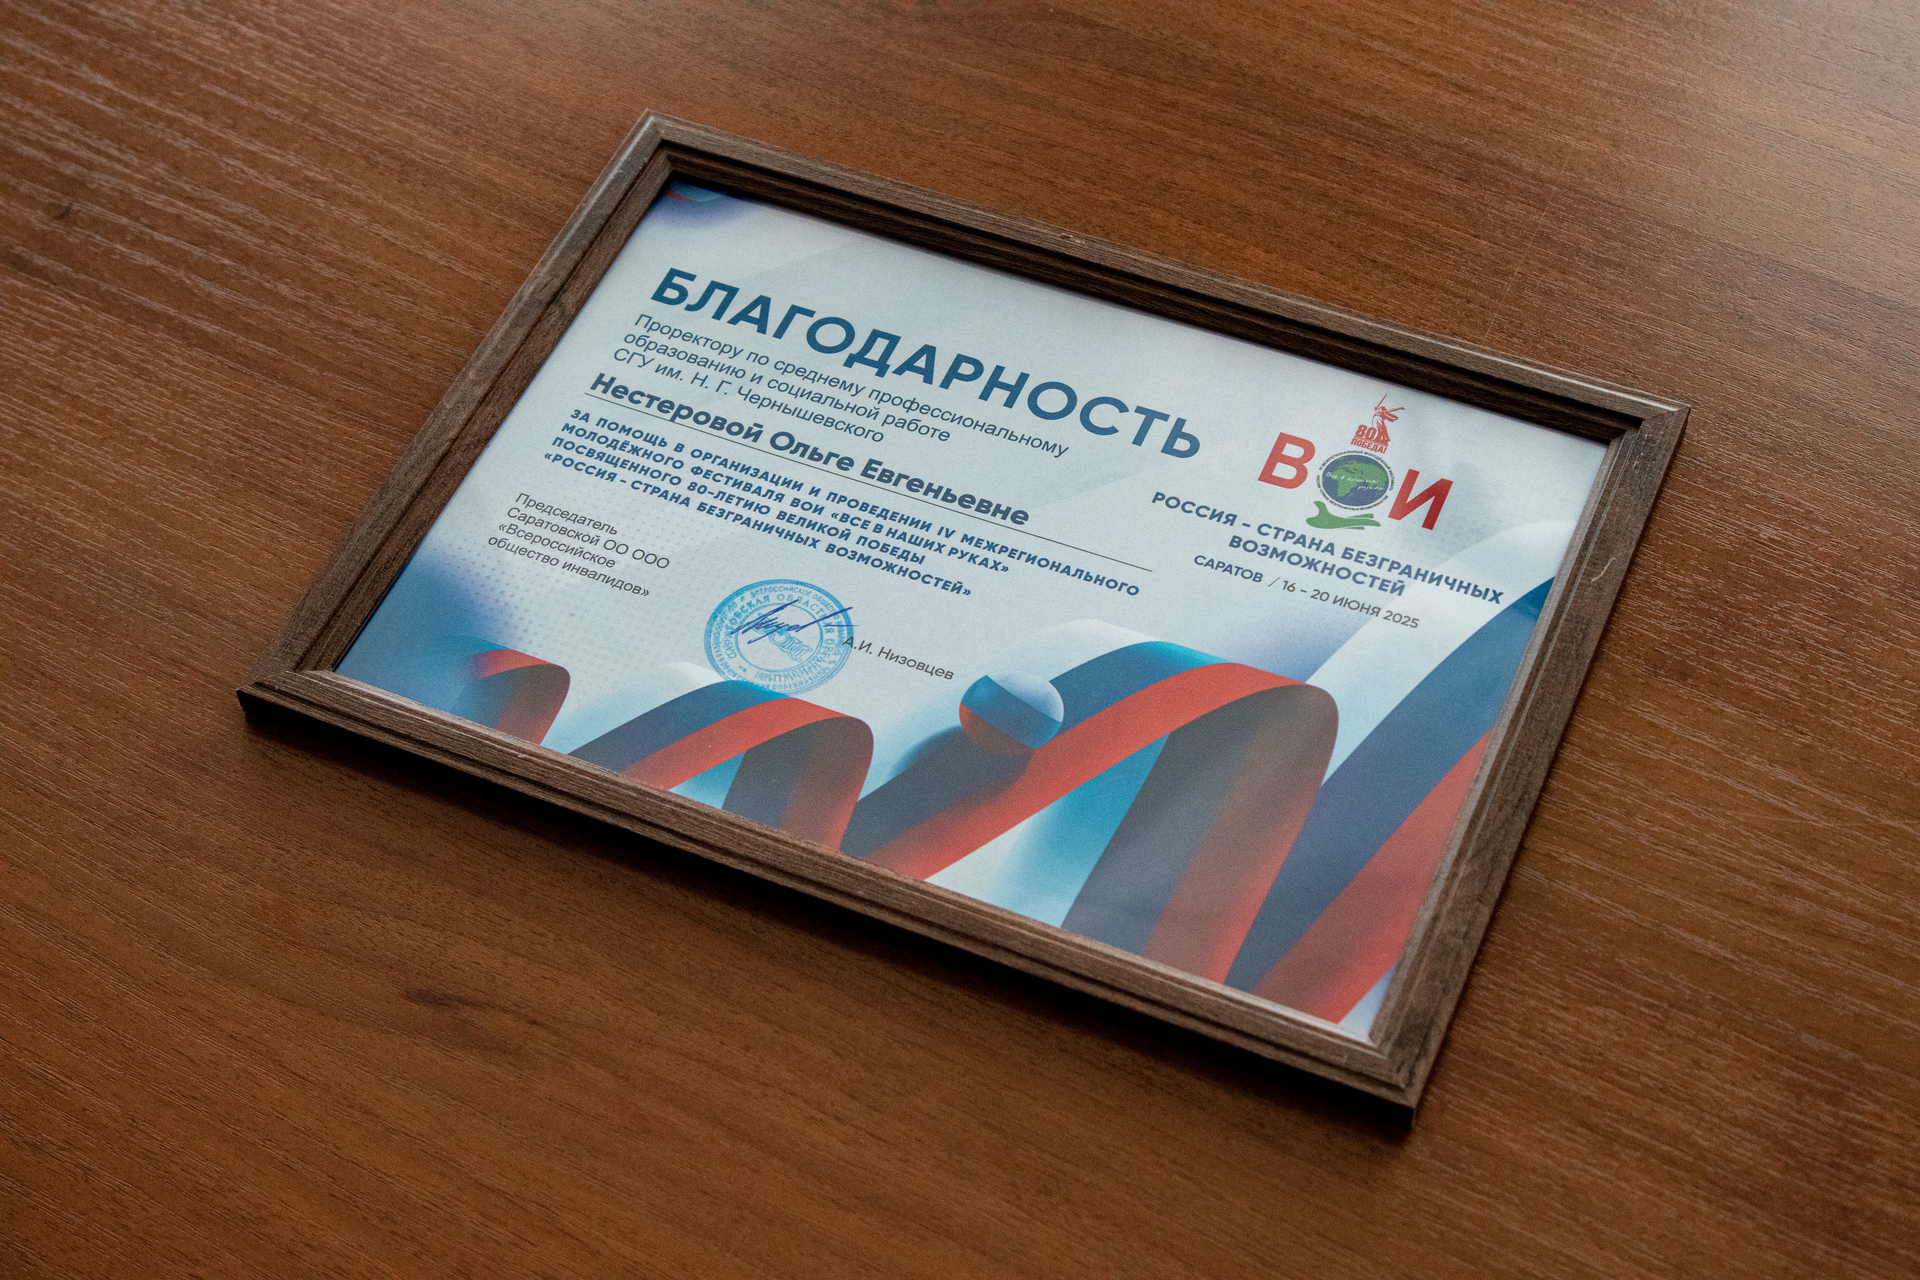 БЛАГОДАРНОСТЬ
Проректору по среднему профессиональному
образованию и социальной работе
СГУ им. Н. Г. Чернышевского
Нестеровой Ольге Евгеньевне
ЗА ПОМОЩЬ В ОРГАНИЗАЦИИ И ПРОВЕДЕНИИ IV МЕЖРЕГИОНАЛЬНОГО
МОЛОДЁЖНОГО ФЕСТИВАЛЯ ВОИ «ВСЕ В НАШИХ РУКАХ»
ПОСВЯЩЕННОГО 80-ЛЕТИЮ ВЕЛИКОЙ ПОБЕДЫ
«РОССИЯ - СТРАНА БЕЗГРАНИЧНЫХ ВОЗМОЖНОСТЕЙ»
Председатель
Саратовской ОО ООО
«Всероссийское
общество инвалидов»
А.И. Низовцев
80
ПОБЕДА!
ВОИ
РОССИЯ - СТРАНА БЕЗГРАНИЧНЫХ
ВОЗМОЖНОСТЕЙ
САРАТОВ / 16 - 20 ИЮНЯ 2025